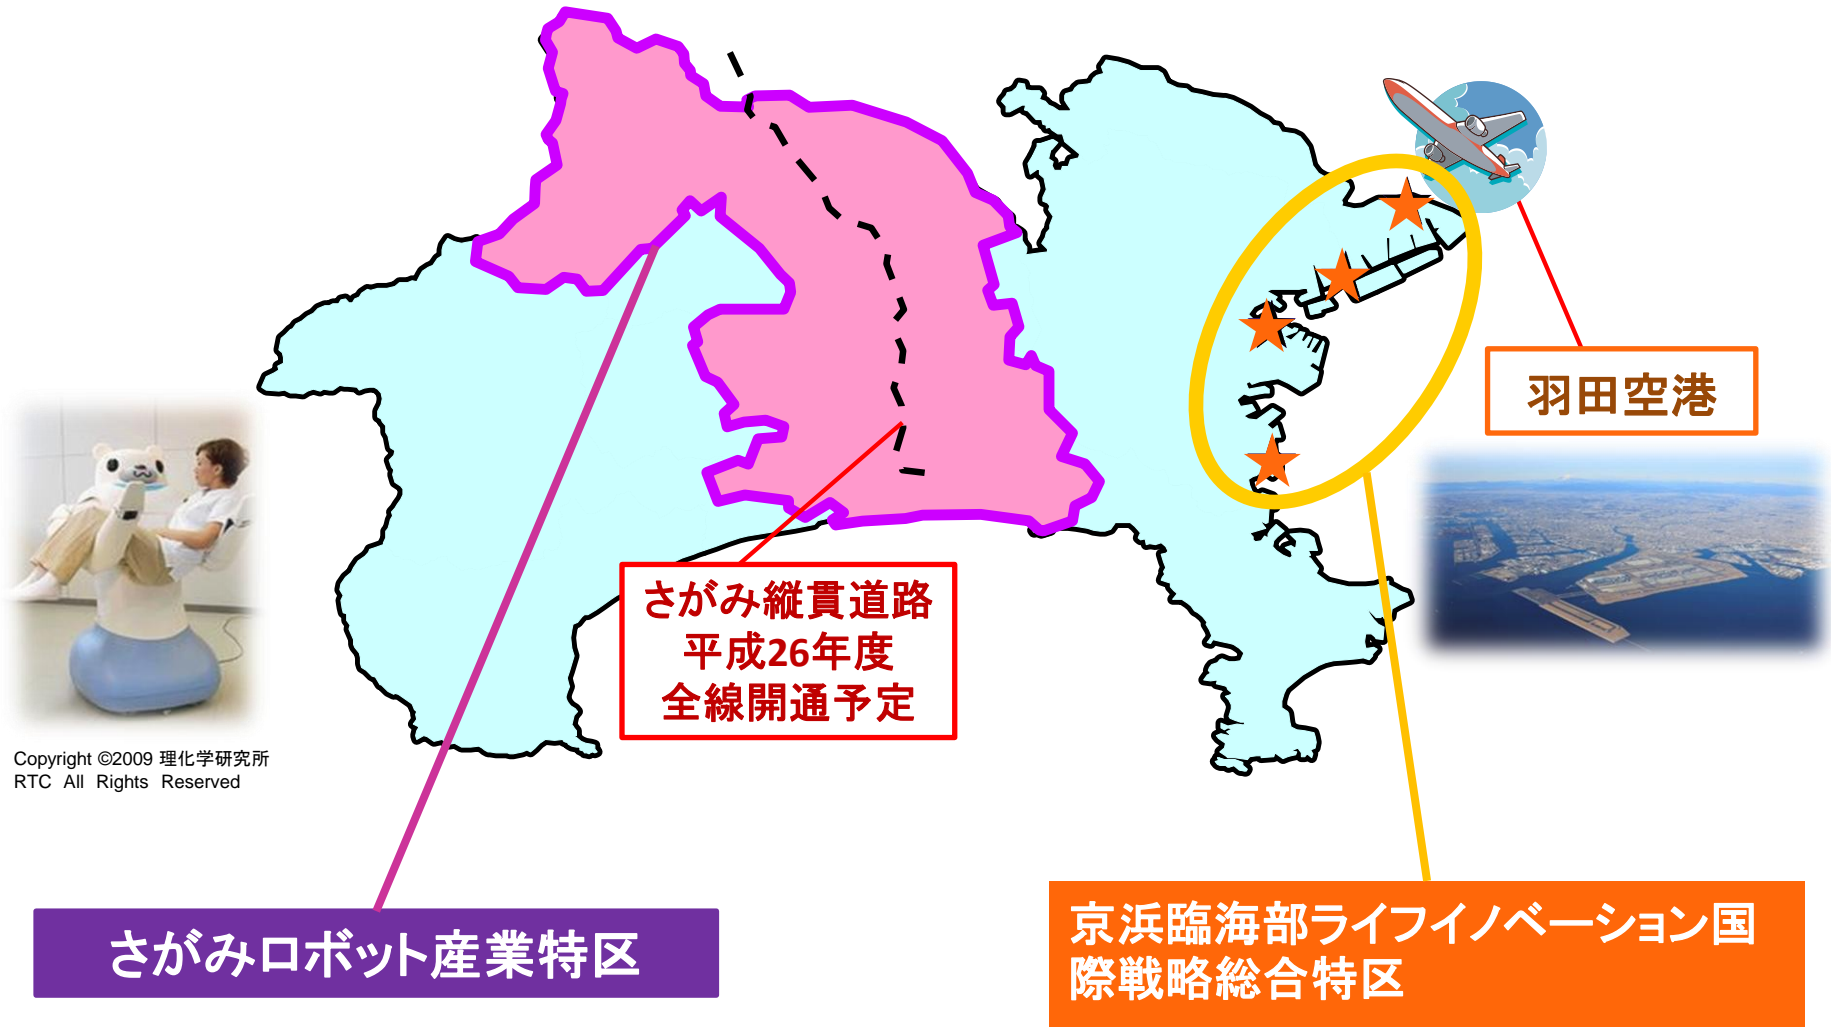 羽田空港
さがみ縦貫道路
平成26年度
全線開通予定
Copyright ©2009 理化学研究所
RTC All Rights Reserved
さがみロボット産業特区
京浜臨海部ライフイノベーション国
際戦略総合特区